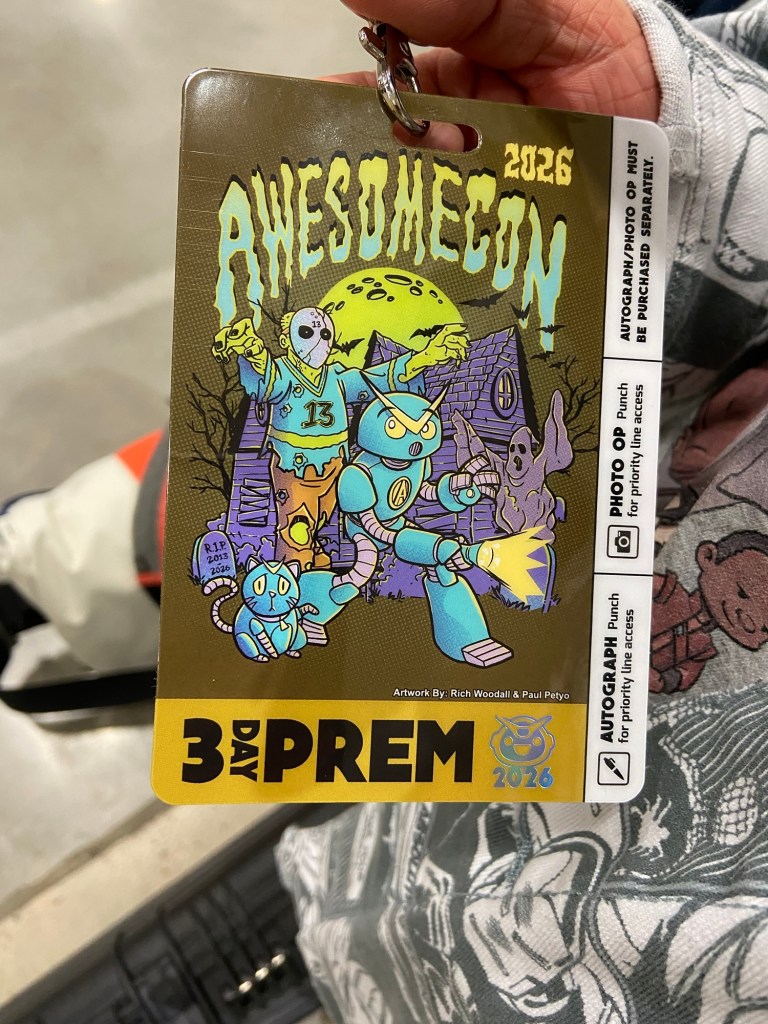 2026
AWESOMECON
13
13
A
R.I.P.
2013
-
2026
Artwork By: Rich Woodall & Paul Petyo
3 DAY PREM
2026
AUTOGRAPH/PHOTO OP MUST
BE PURCHASED SEPARATELY.
PHOTO OP Punch
for priority line access
AUTOGRAPH Punch
for priority line access